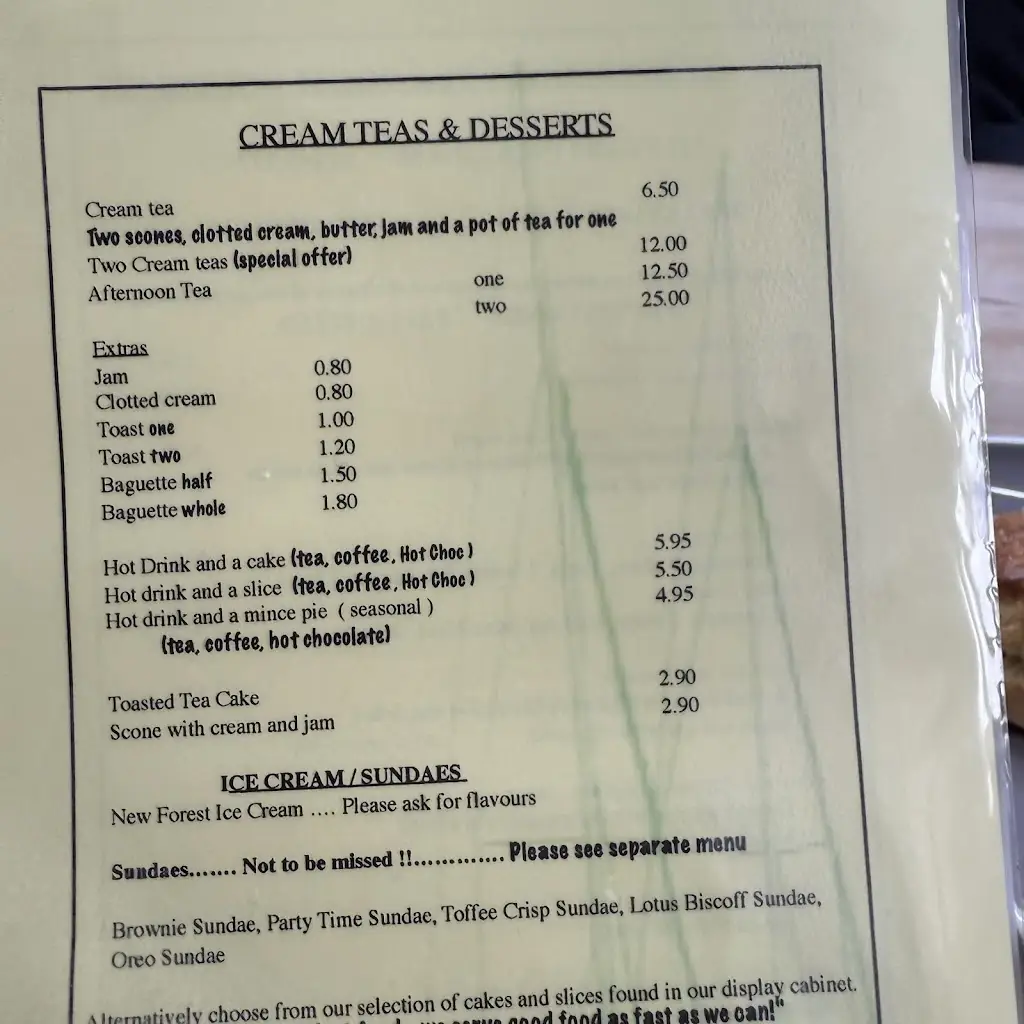 CREAM TEAS & DESSERTS
Cream tea 6.50
Two scones, clotted cream, butter, Jam and a pot of tea for one
Two Cream teas (special offer) 12.00
Afternoon Tea one 12.50
two 25.00
Extras
Jam 0.80
Clotted cream 0.80
Toast one 1.00
Toast two 1.20
Baguette half 1.50
Baguette whole 1.80
Hot Drink and a cake (tea, coffee, Hot Choc ) 5.95
Hot drink and a slice (tea, coffee, Hot Choc ) 5.50
Hot drink and a mince pie ( seasonal ) 4.95
(tea, coffee, hot chocolate)
Toasted Tea Cake 2.90
Scone with cream and jam 2.90
ICE CREAM / SUNDAES
New Forest Ice Cream .... Please ask for flavours
Sundaes....... Not to be missed !!............. Please see separate menu
Brownie Sundae, Party Time Sundae, Toffee Crisp Sundae, Lotus Biscoff Sundae,
Oreo Sundae
Alternatively choose from our selection of cakes and slices found in our display cabinet.
serve good food as fast as we can!"